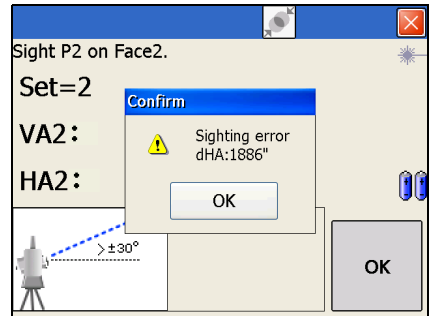 Sight P2 on Face2.
Set=2
Confirm
VA2:
Sighting error
dHA:1886"
HA2:
OK
>±30°
OK